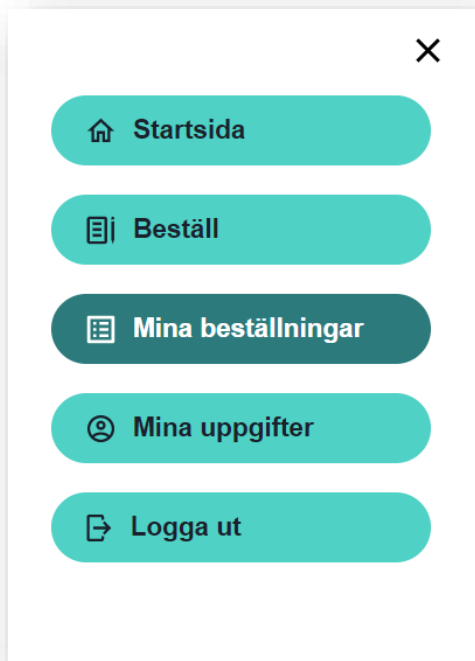 Startsida
Beställ
Mina beställningar
Mina uppgifter
Logga ut